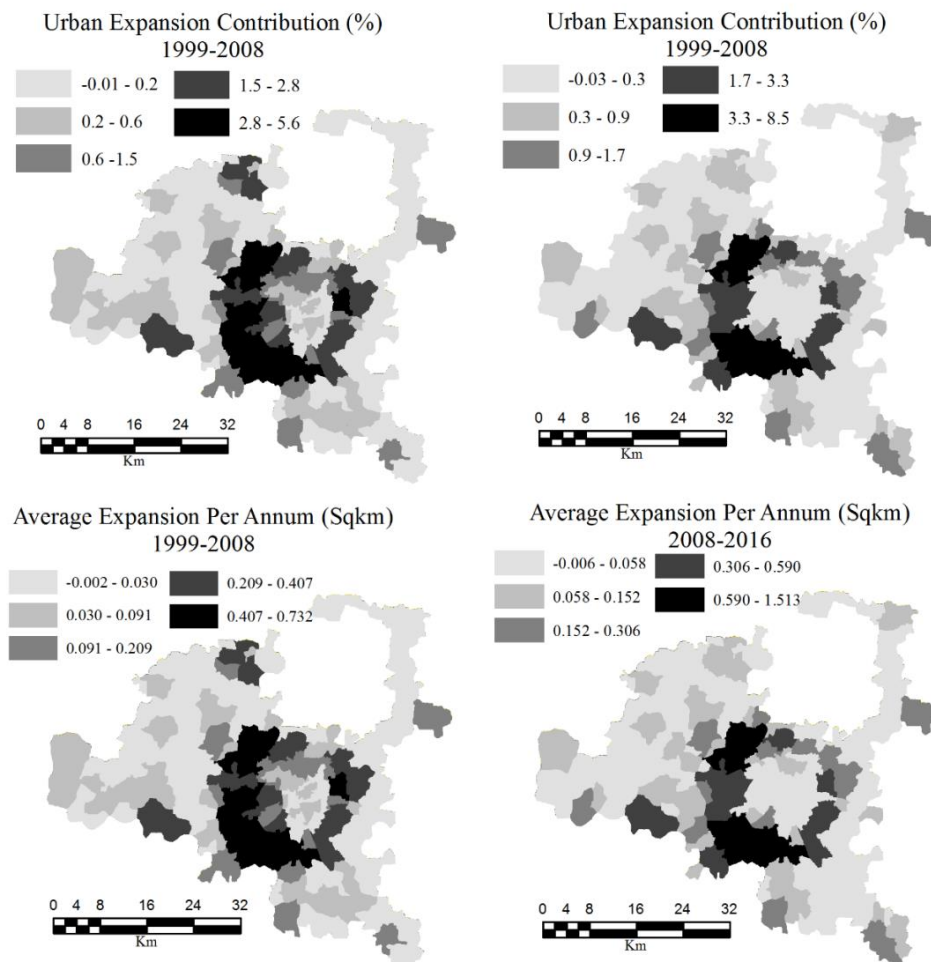 Urban Expansion Contribution (%)
1999-2008
-0.01 - 0.2
1.5 - 2.8
0.2 - 0.6
2.8 - 5.6
0.6 -1.5
0 4 8 16 24 32
Km
Urban Expansion Contribution (%)
1999-2008
-0.03 - 0.3
1.7 - 3.3
0.3 - 0.9
3.3 - 8.5
0.9 -1.7
0 4 8 16 24 32
Km
Average Expansion Per Annum (Sqkm)
1999-2008
-0.002 - 0.030
0.209 - 0.407
0.030 - 0.091
0.407 - 0.732
0.091 - 0.209
0 4 8 16 24 32
Km
Average Expansion Per Annum (Sqkm)
2008-2016
-0.006 - 0.058
0.306 - 0.590
0.058 - 0.152
0.590 - 1.513
0.152 - 0.306
0 4 8 16 24 32
Km